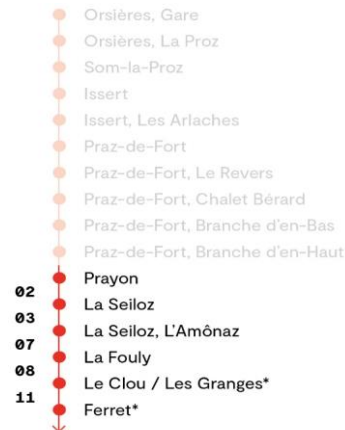 Orsières, Gare
Orsières, La Proz
Som-la-Proz
Issert
Issert, Les Arlaches
Praz-de-Fort
Praz-de-Fort, Le Revers
Praz-de-Fort, Chalet Bérard
Praz-de-Fort, Branche d'en-Bas
Praz-de-Fort, Branche d'en-Haut
Prayon
02
La Seiloz
03
La Seiloz, L'Amônaz
07
La Fouly
08
Le Clou / Les Granges*
11
Ferret*